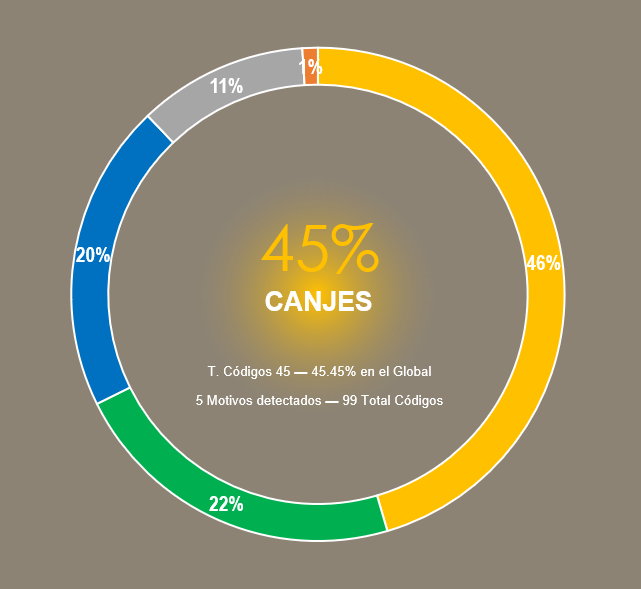 1%
11%
45%
20%
46%
CANJES
T. Códigos 45 — 45.45% en el Global
5 Motivos detectados — 99 Total Códigos
22%